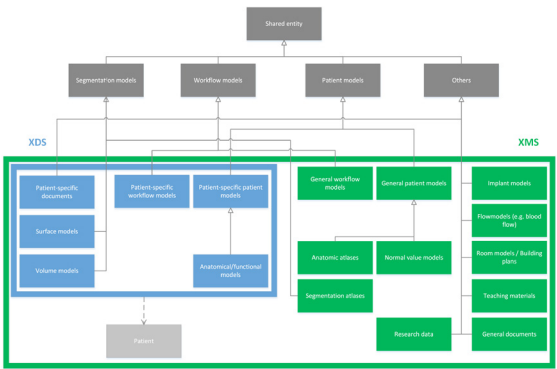 Shared entity
Segmentation models
Workflow models
Patient models
Others
XDS
XMS
Patient-specific
documents
Patient-specific
workflow models
Patient-specific
patient models
General workflow
models
General patient
models
Implant models
Surface models
Flowmodels (e.g. blood
flow)
Volume models
Anatomical/functional
models
Anatomic atlases
Normal value models
Room models / Building
plans
Segmentation atlases
Teaching materials
Patient
Research data
General documents